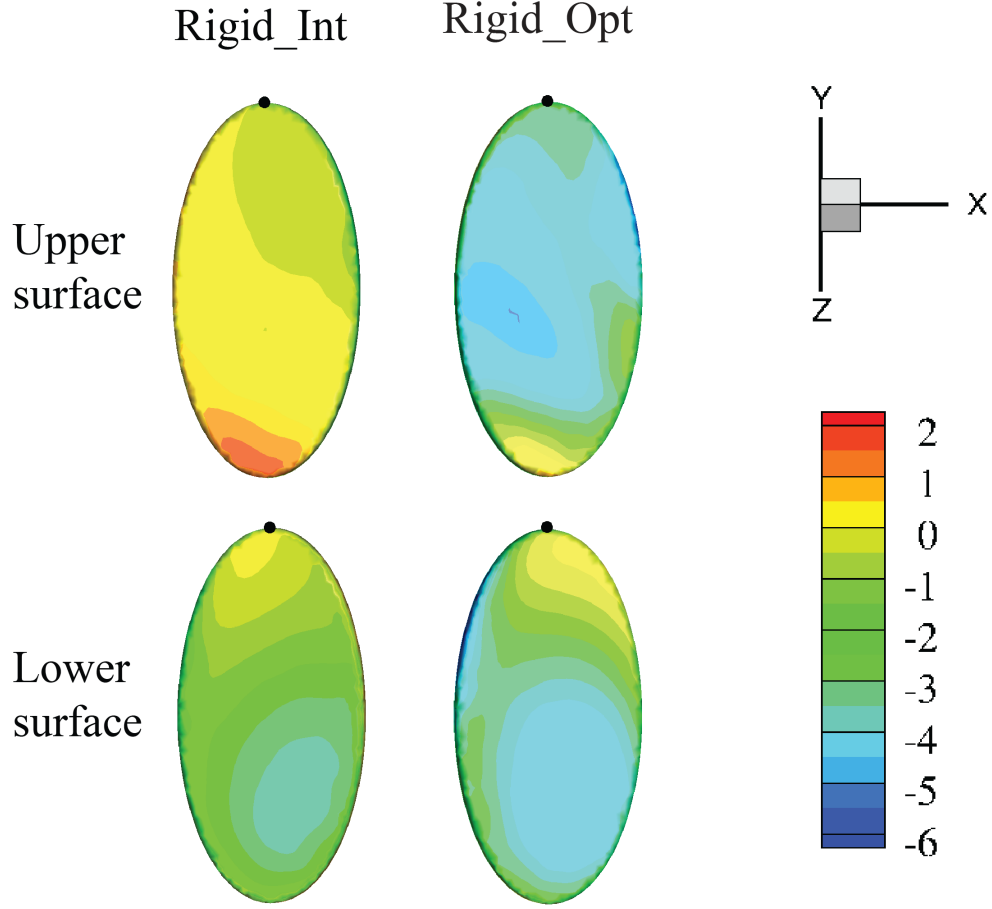 Rigid_Int
Rigid_Opt
Y
X
Z
Upper
surface
2
1
0
-1
-2
-3
-4
-5
-6
Lower
surface